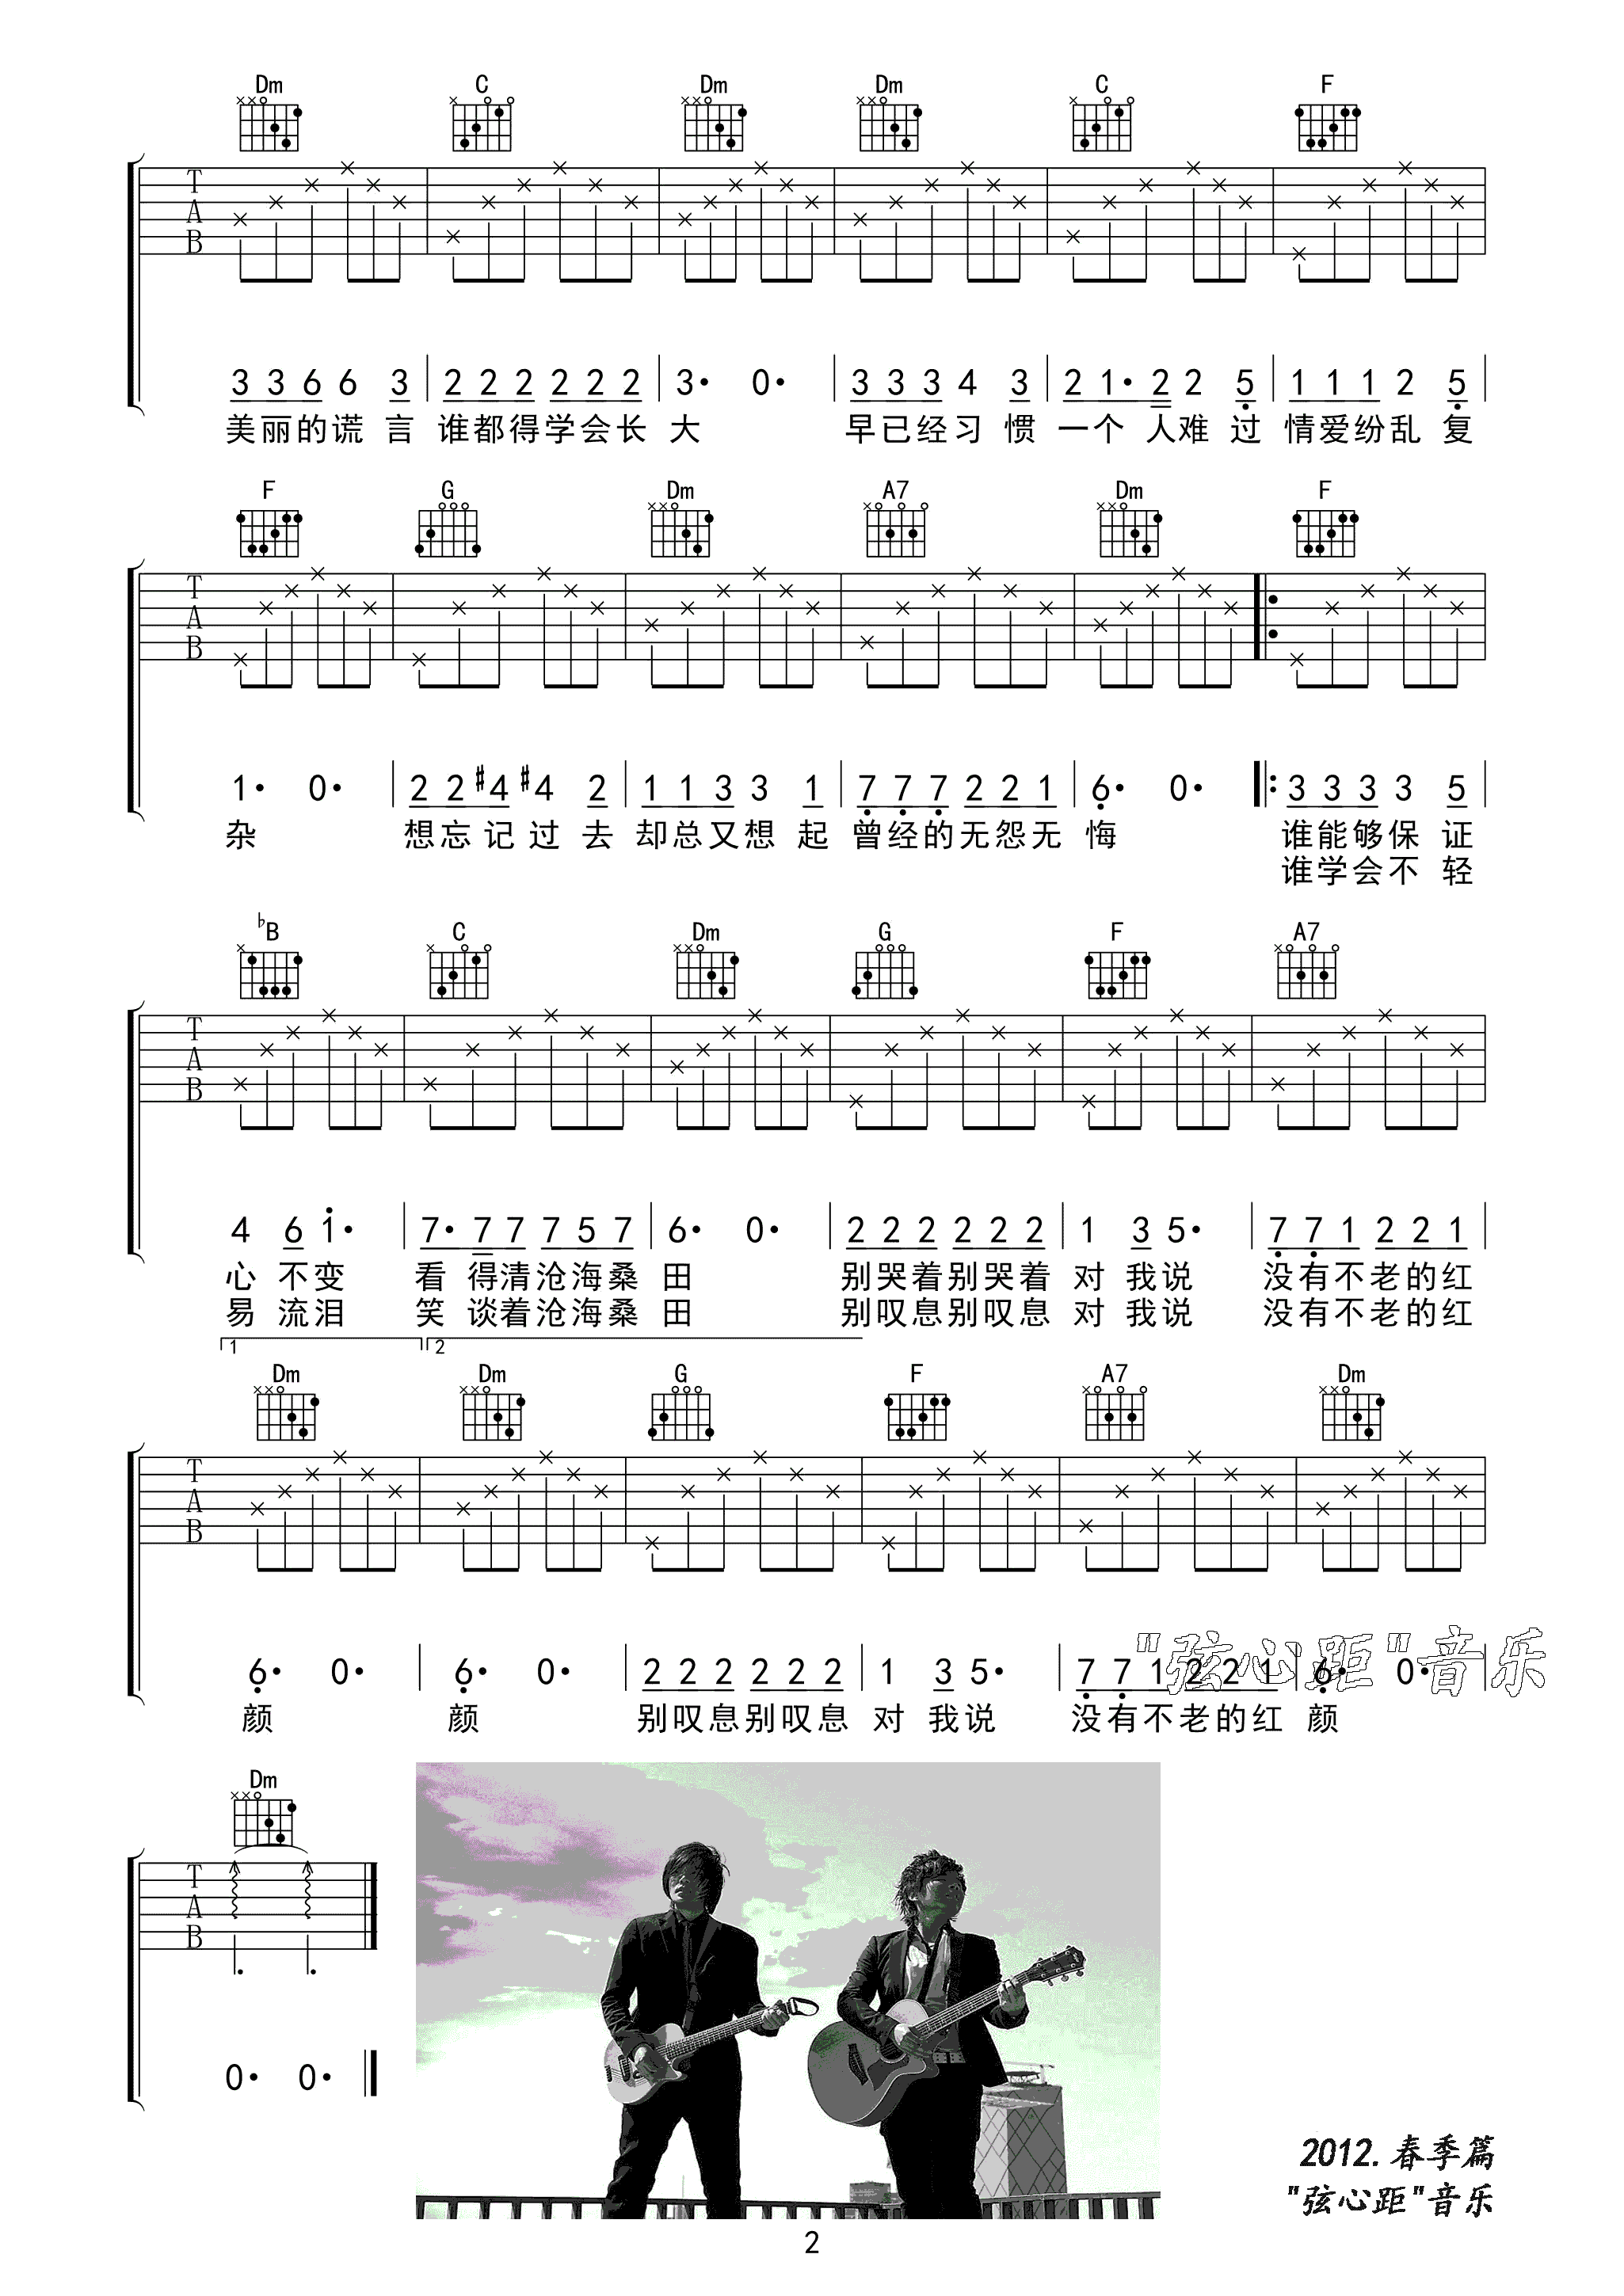 Dm C Dm Dm C F
T
A
B
3 3 6 6 3 2 2 2 2 2 2 3· 0· 3 3 3 4 3 2 1· 2 2 5 1 1 1 2 5
美丽的谎 言 谁都得学会长 大 早已经习 惯 一个 人难 过 情爱纷乱 复
F G Dm A7 Dm F
T
A
B
1· 0· 2 2 #4 #4 2 1 1 3 3 1 7 7 7 2 2 1 6· 0· 3 3 3 3 5
杂 想忘记过 去 却总又想 起 曾经的无怨无 悔 谁能够保 证
谁学会不 轻
♭B C Dm G F A7
T
A
B
4 6 1· 7· 7 7 7 5 7 6· 0· 2 2 2 2 2 2 1 3 5· 7 7 1 2 2 1
心 不变 看 得清沧海桑 田 别哭着别哭着 对 我说 没有不老的红
易 流泪 笑 谈着沧海桑 田 别叹息别叹息 对 我说 没有不老的红
1 2
Dm Dm G F A7 Dm
T
A
B
"弦心距"音乐
6· 0· 6· 0· 2 2 2 2 2 2 1 3 5· 7 7 1 2 2 1 6· 0·
颜 颜 别叹息别叹息 对 我说 没有不老的红 颜
Dm
T
A
B
0· 0·
2012. 春季篇
"弦心距"音乐
2